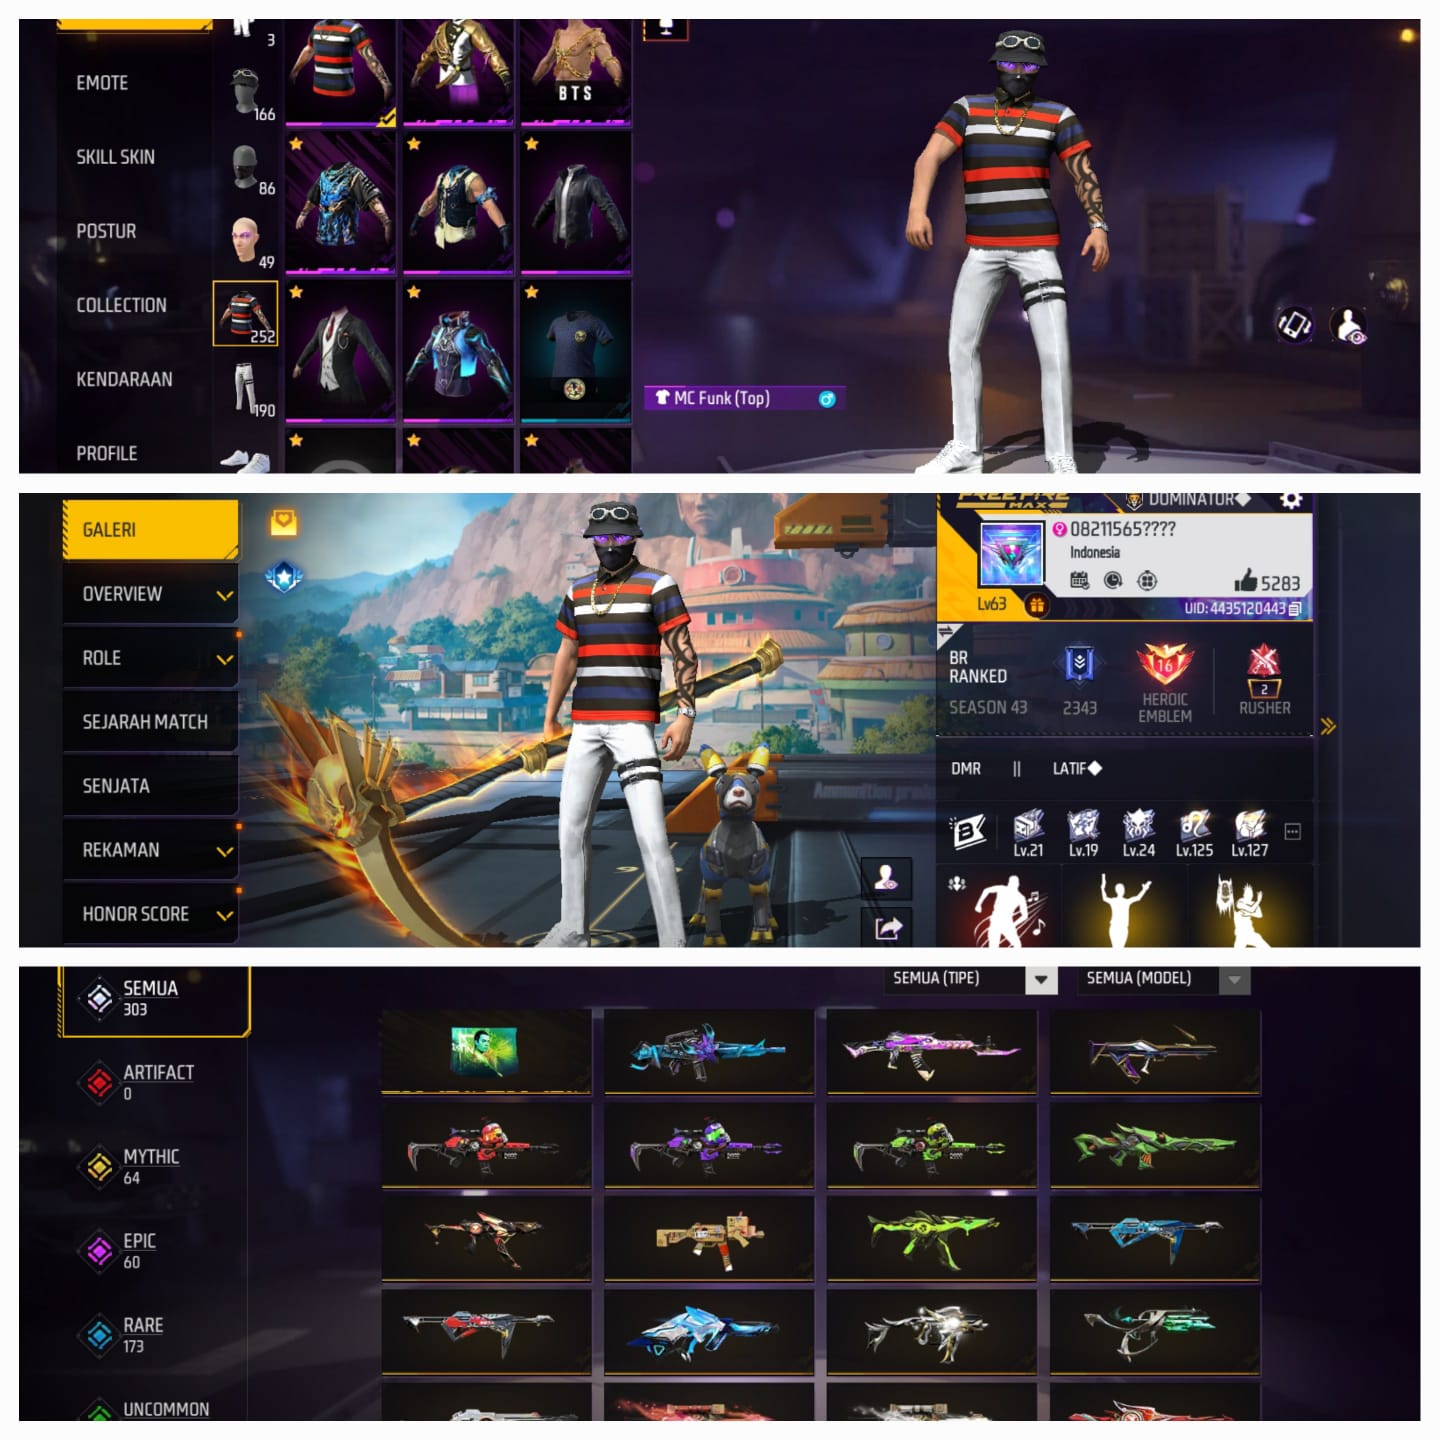 EMOTE
SKILL SKIN
POSTUR
COLLECTION
KENDARAAN
PROFILE
3
166
86
49
252
190
BTS
MC Funk (Top)
GALERI
OVERVIEW
ROLE
SEJARAH MATCH
SENJATA
REKAMAN
HONOR SCORE
FREE FIRE
MAX
DOMINATOR◆
08211565????
Indonesia
5283
Lv63
UID: 4435120443
BR
RANKED
SEASON 43
2343
16
HEROIC
EMBLEM
2
RUSHER
DMR || LATIF◆
B
Lv.21 Lv.19 Lv.24 Lv.125 Lv.127
SEMUA
303
ARTIFACT
0
MYTHIC
64
EPIC
60
RARE
173
UNCOMMON
SEMUA (TIPE)
SEMUA (MODEL)